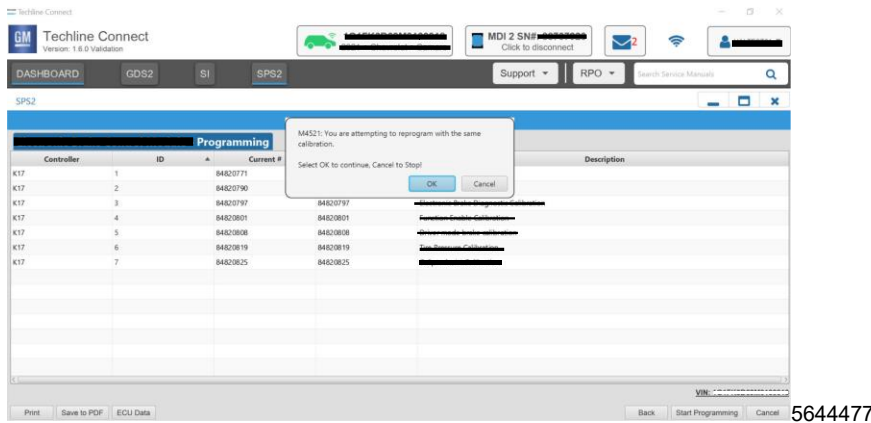 Techline Connect
GM
Techline Connect
Version: 1.6.0 Validation
MDI 2 SN#:
Click to disconnect
2
DASHBOARD GDS2 SI SPS2 Support RPO Search Service Manuals
SPS2
Programming
M4521: You are attempting to reprogram with the same
calibration.
Select OK to continue, Cancel to Stop!
OK Cancel
Controller ID Current # Description
K17 1 84820771
K17 2 84820790
K17 3 84820797 84820797 Electronic Brake Diagnostic Calibration
K17 4 84820801 84820801 Function Enable Calibration
K17 5 84820808 84820808 Driver mode brake calibration
K17 6 84820819 84820819 Tire Pressure Calibration
K17 7 84820825 84820825
VIN:
Print Save to PDF ECU Data Back Start Programming Cancel
5644477